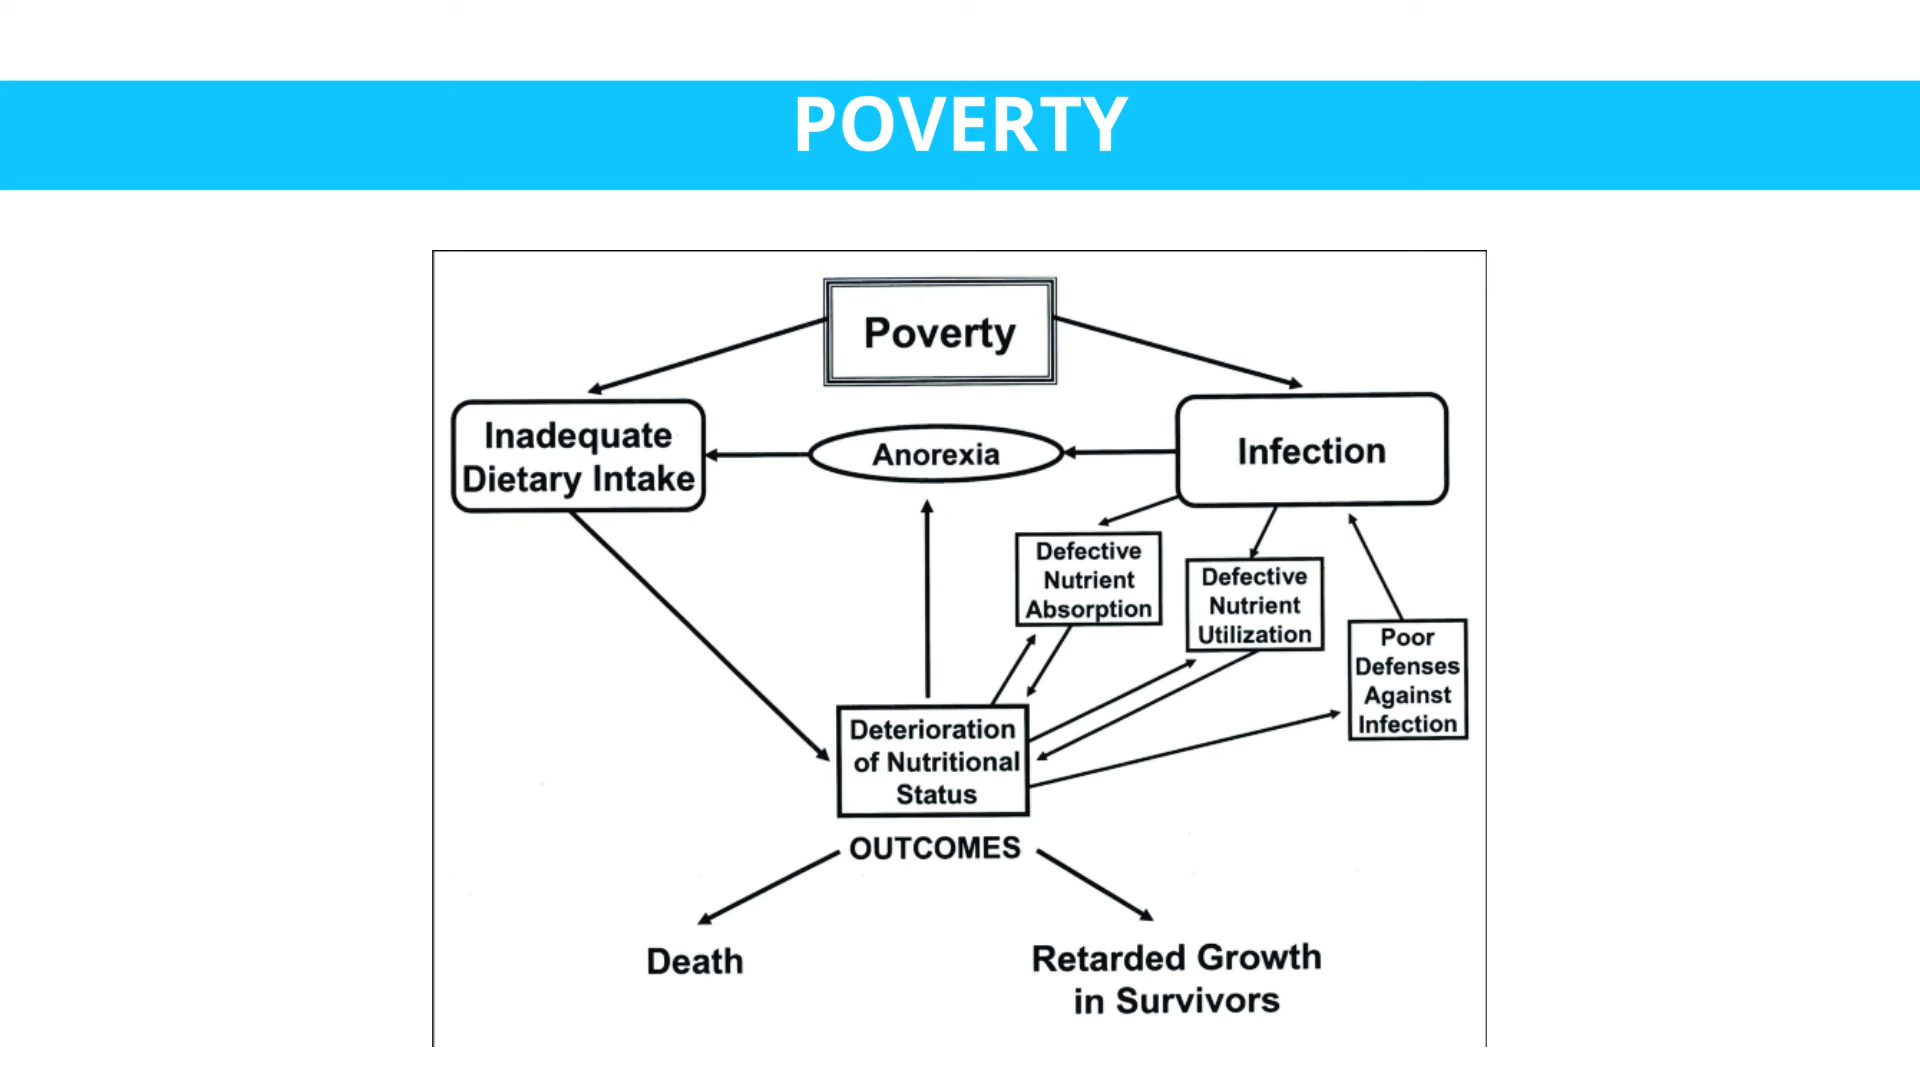 POVERTY
Poverty
Inadequate
Dietary Intake
Anorexia
Infection
Defective
Nutrient
Absorption
Defective
Nutrient
Utilization
Poor
Defenses
Against
Infection
Deterioration
of Nutritional
Status
OUTCOMES
Death
Retarded Growth
in Survivors